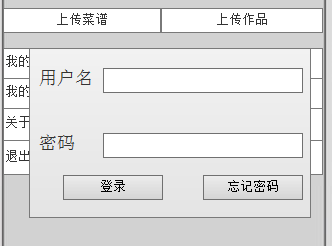 上传菜谱 上传作品
我的
用户名
我的
关于
密码
退出
登录 忘记密码